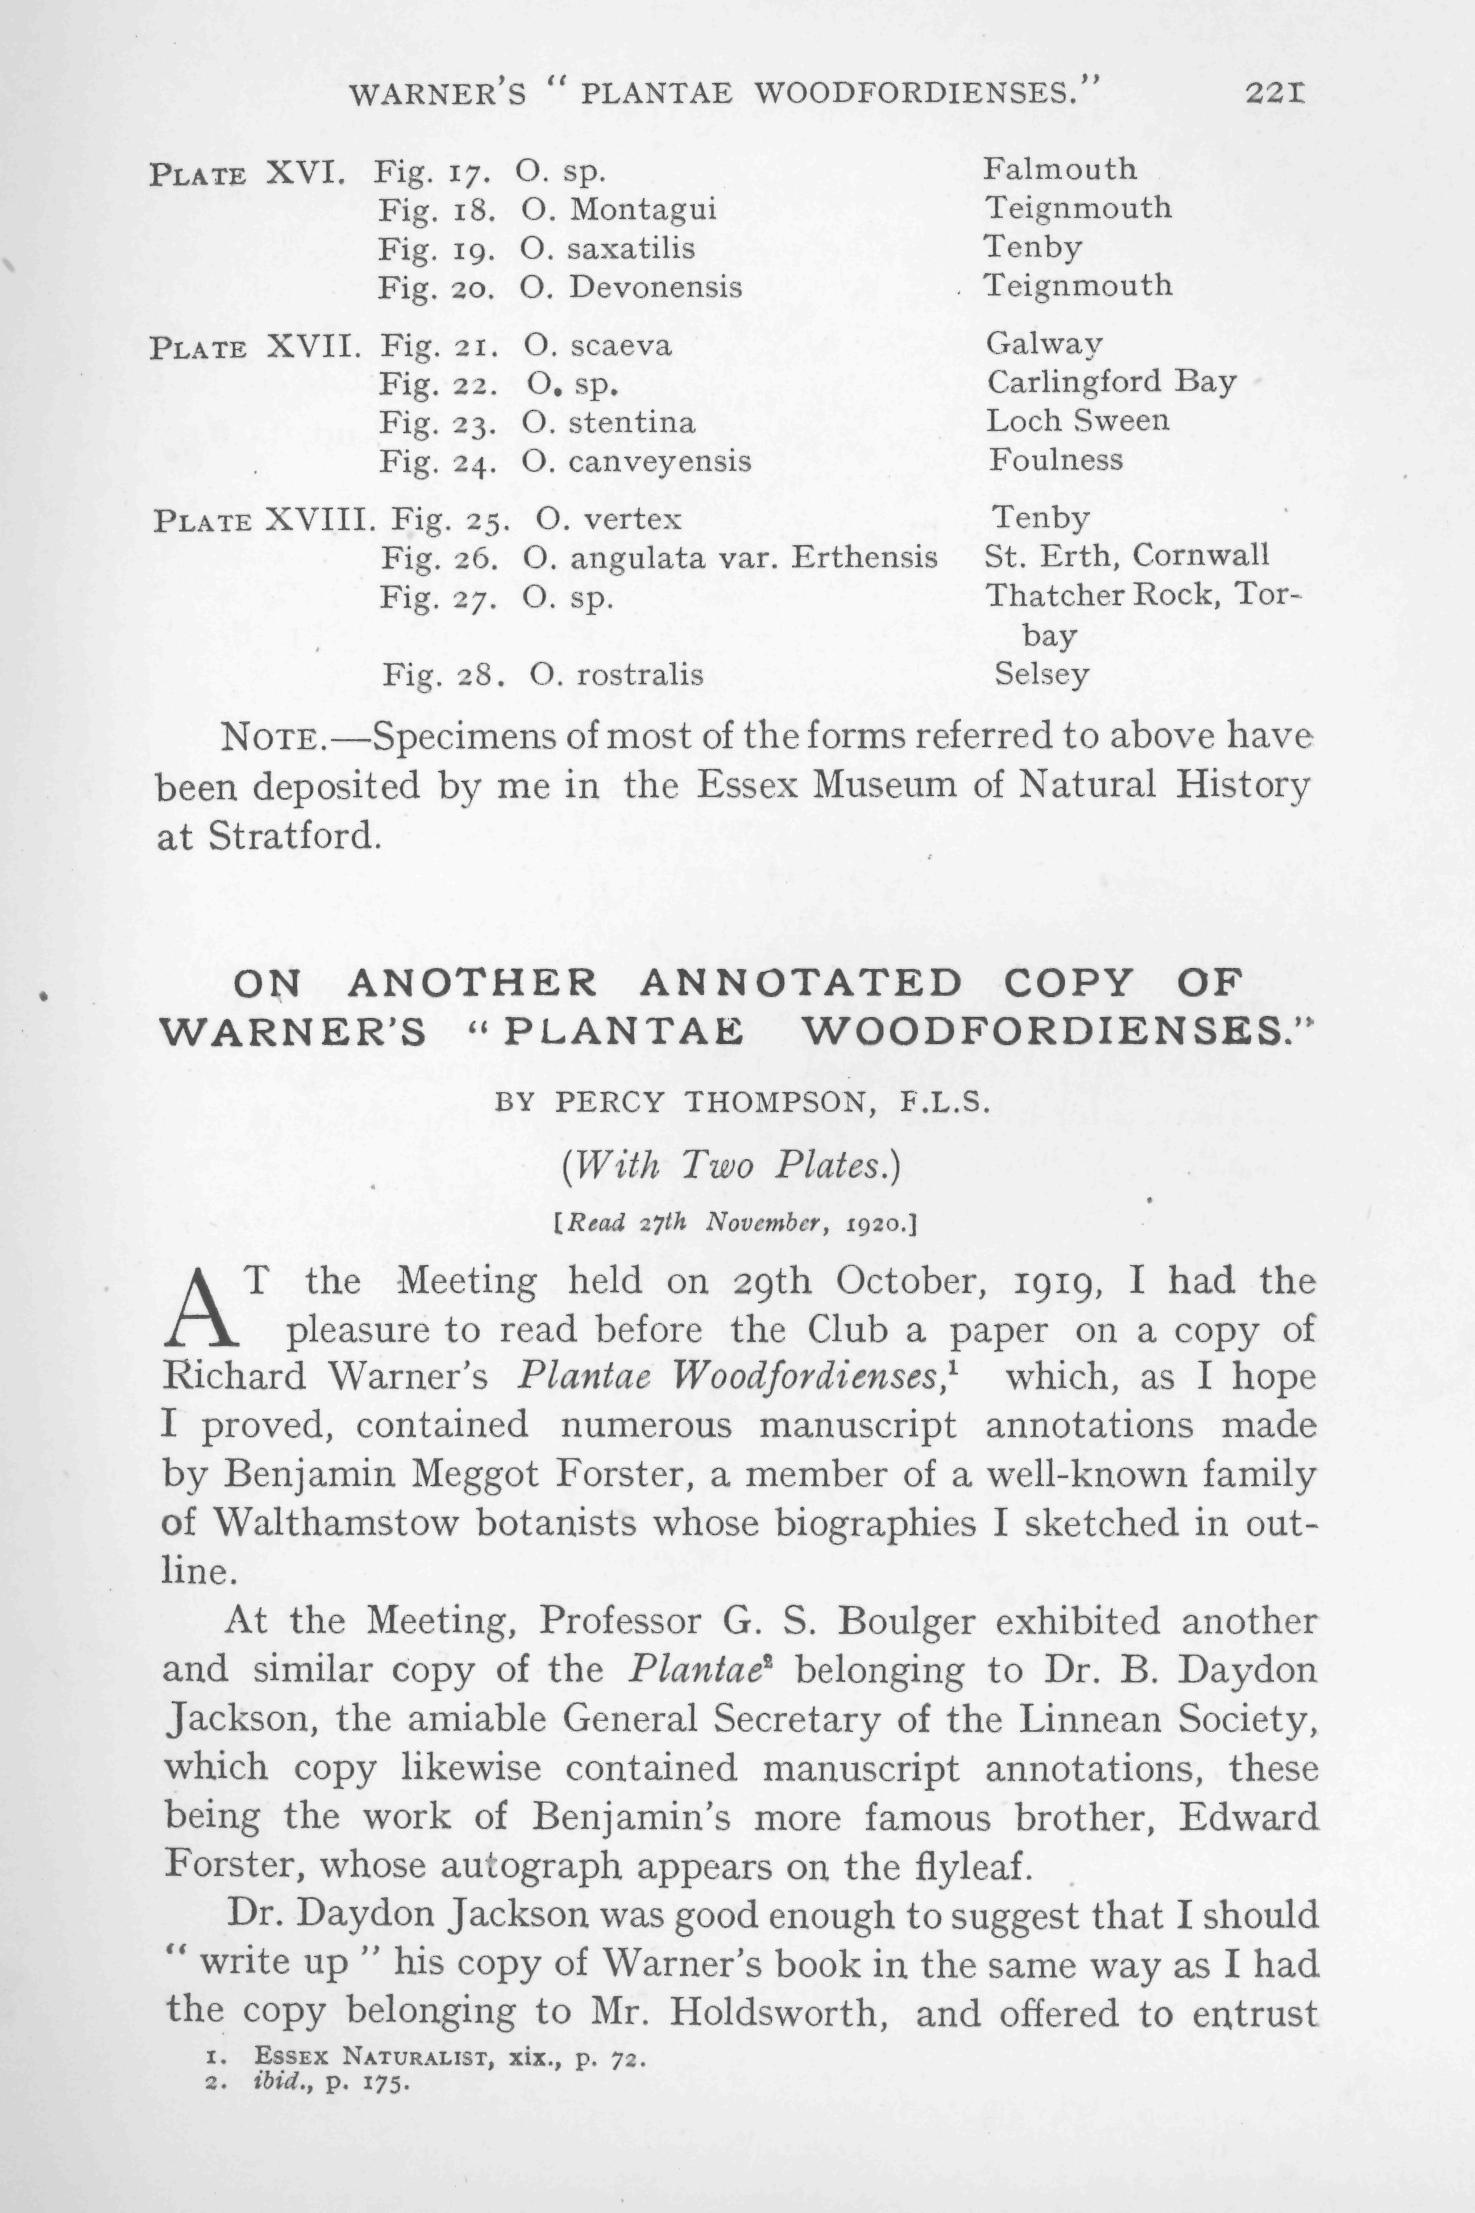 WARNER'S " PLANTAE WOODFORDIENSES." 221
PLATE XVI. Fig. 17. O. sp. Falmouth
Fig. 18. O. Montagui Teignmouth
Fig. 19. O. saxatilis Tenby
Fig. 20. O. Devonensis Teignmouth
PLATE XVII. Fig. 21. O. scaeva Galway
Fig. 22. O. sp. Carlingford Bay
Fig. 23. O. stentina Loch Sween
Fig. 24. O. canveyensis Foulness
PLATE XVIII. Fig. 25. O. vertex Tenby
Fig. 26. O. angulata var. Erthensis St. Erth, Cornwall
Fig. 27. O. sp. Thatcher Rock, Tor-
bay
Fig. 28. O. rostralis Selsey
NOTE.—Specimens of most of the forms referred to above have
been deposited by me in the Essex Museum of Natural History
at Stratford.
ON ANOTHER ANNOTATED COPY OF
WARNER'S " PLANTAE WOODFORDIENSES."
BY PERCY THOMPSON, F.L.S.
(With Two Plates.)
[Read 27th November, 1920.]
AT the Meeting held on 29th October, 1919, I had the
pleasure to read before the Club a paper on a copy of
Richard Warner's Plantae Woodfordienses,¹ which, as I hope
I proved, contained numerous manuscript annotations made
by Benjamin Meggot Forster, a member of a well-known family
of Walthamstow botanists whose biographies I sketched in out-
line.
At the Meeting, Professor G. S. Boulger exhibited another
and similar copy of the Plantae² belonging to Dr. B. Daydon
Jackson, the amiable General Secretary of the Linnean Society,
which copy likewise contained manuscript annotations, these
being the work of Benjamin's more famous brother, Edward
Forster, whose autograph appears on the flyleaf.
Dr. Daydon Jackson was good enough to suggest that I should
" write up " his copy of Warner's book in the same way as I had
the copy belonging to Mr. Holdsworth, and offered to entrust
1. ESSEX NATURALIST, xix., p. 72.
2. ibid., p. 175.